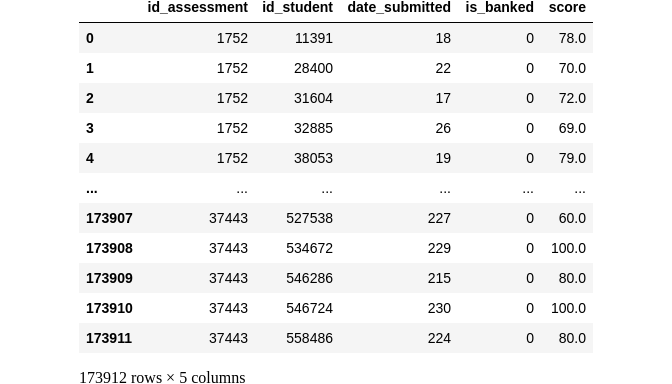 id_assessment id_student date_submitted is_banked score
0 1752 11391 18 0 78.0
1 1752 28400 22 0 70.0
2 1752 31604 17 0 72.0
3 1752 32885 26 0 69.0
4 1752 38053 19 0 79.0
... ... ... ... ... ...
173907 37443 527538 227 0 60.0
173908 37443 534672 229 0 100.0
173909 37443 546286 215 0 80.0
173910 37443 546724 230 0 100.0
173911 37443 558486 224 0 80.0
173912 rows × 5 columns